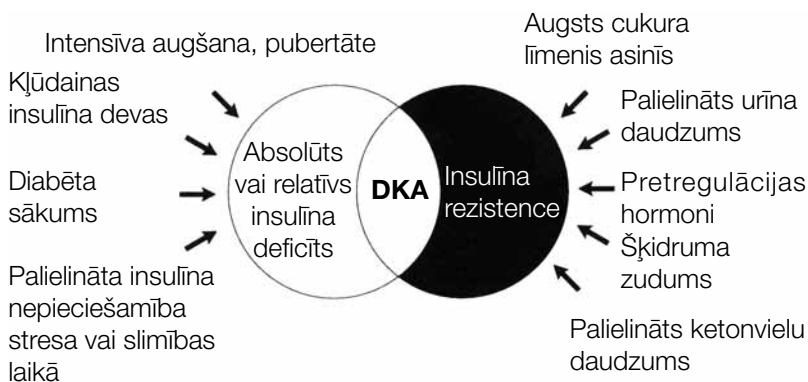 Intensīva augšana, pubertāte
Kļūdainas
insulīna devas
Diabēta
sākums
Palielināta insulīna
nepieciešamība
stresa vai slimības
laikā
Absolūts
vai relatīvs
insulīna
deficīts
DKA
Insulīna
rezistence
Augsts cukura
līmenis asinīs
Palielināts urīna
daudzums
Pretregulācijas
hormoni
Šķidruma
zudums
Palielināts ketonvielu
daudzums